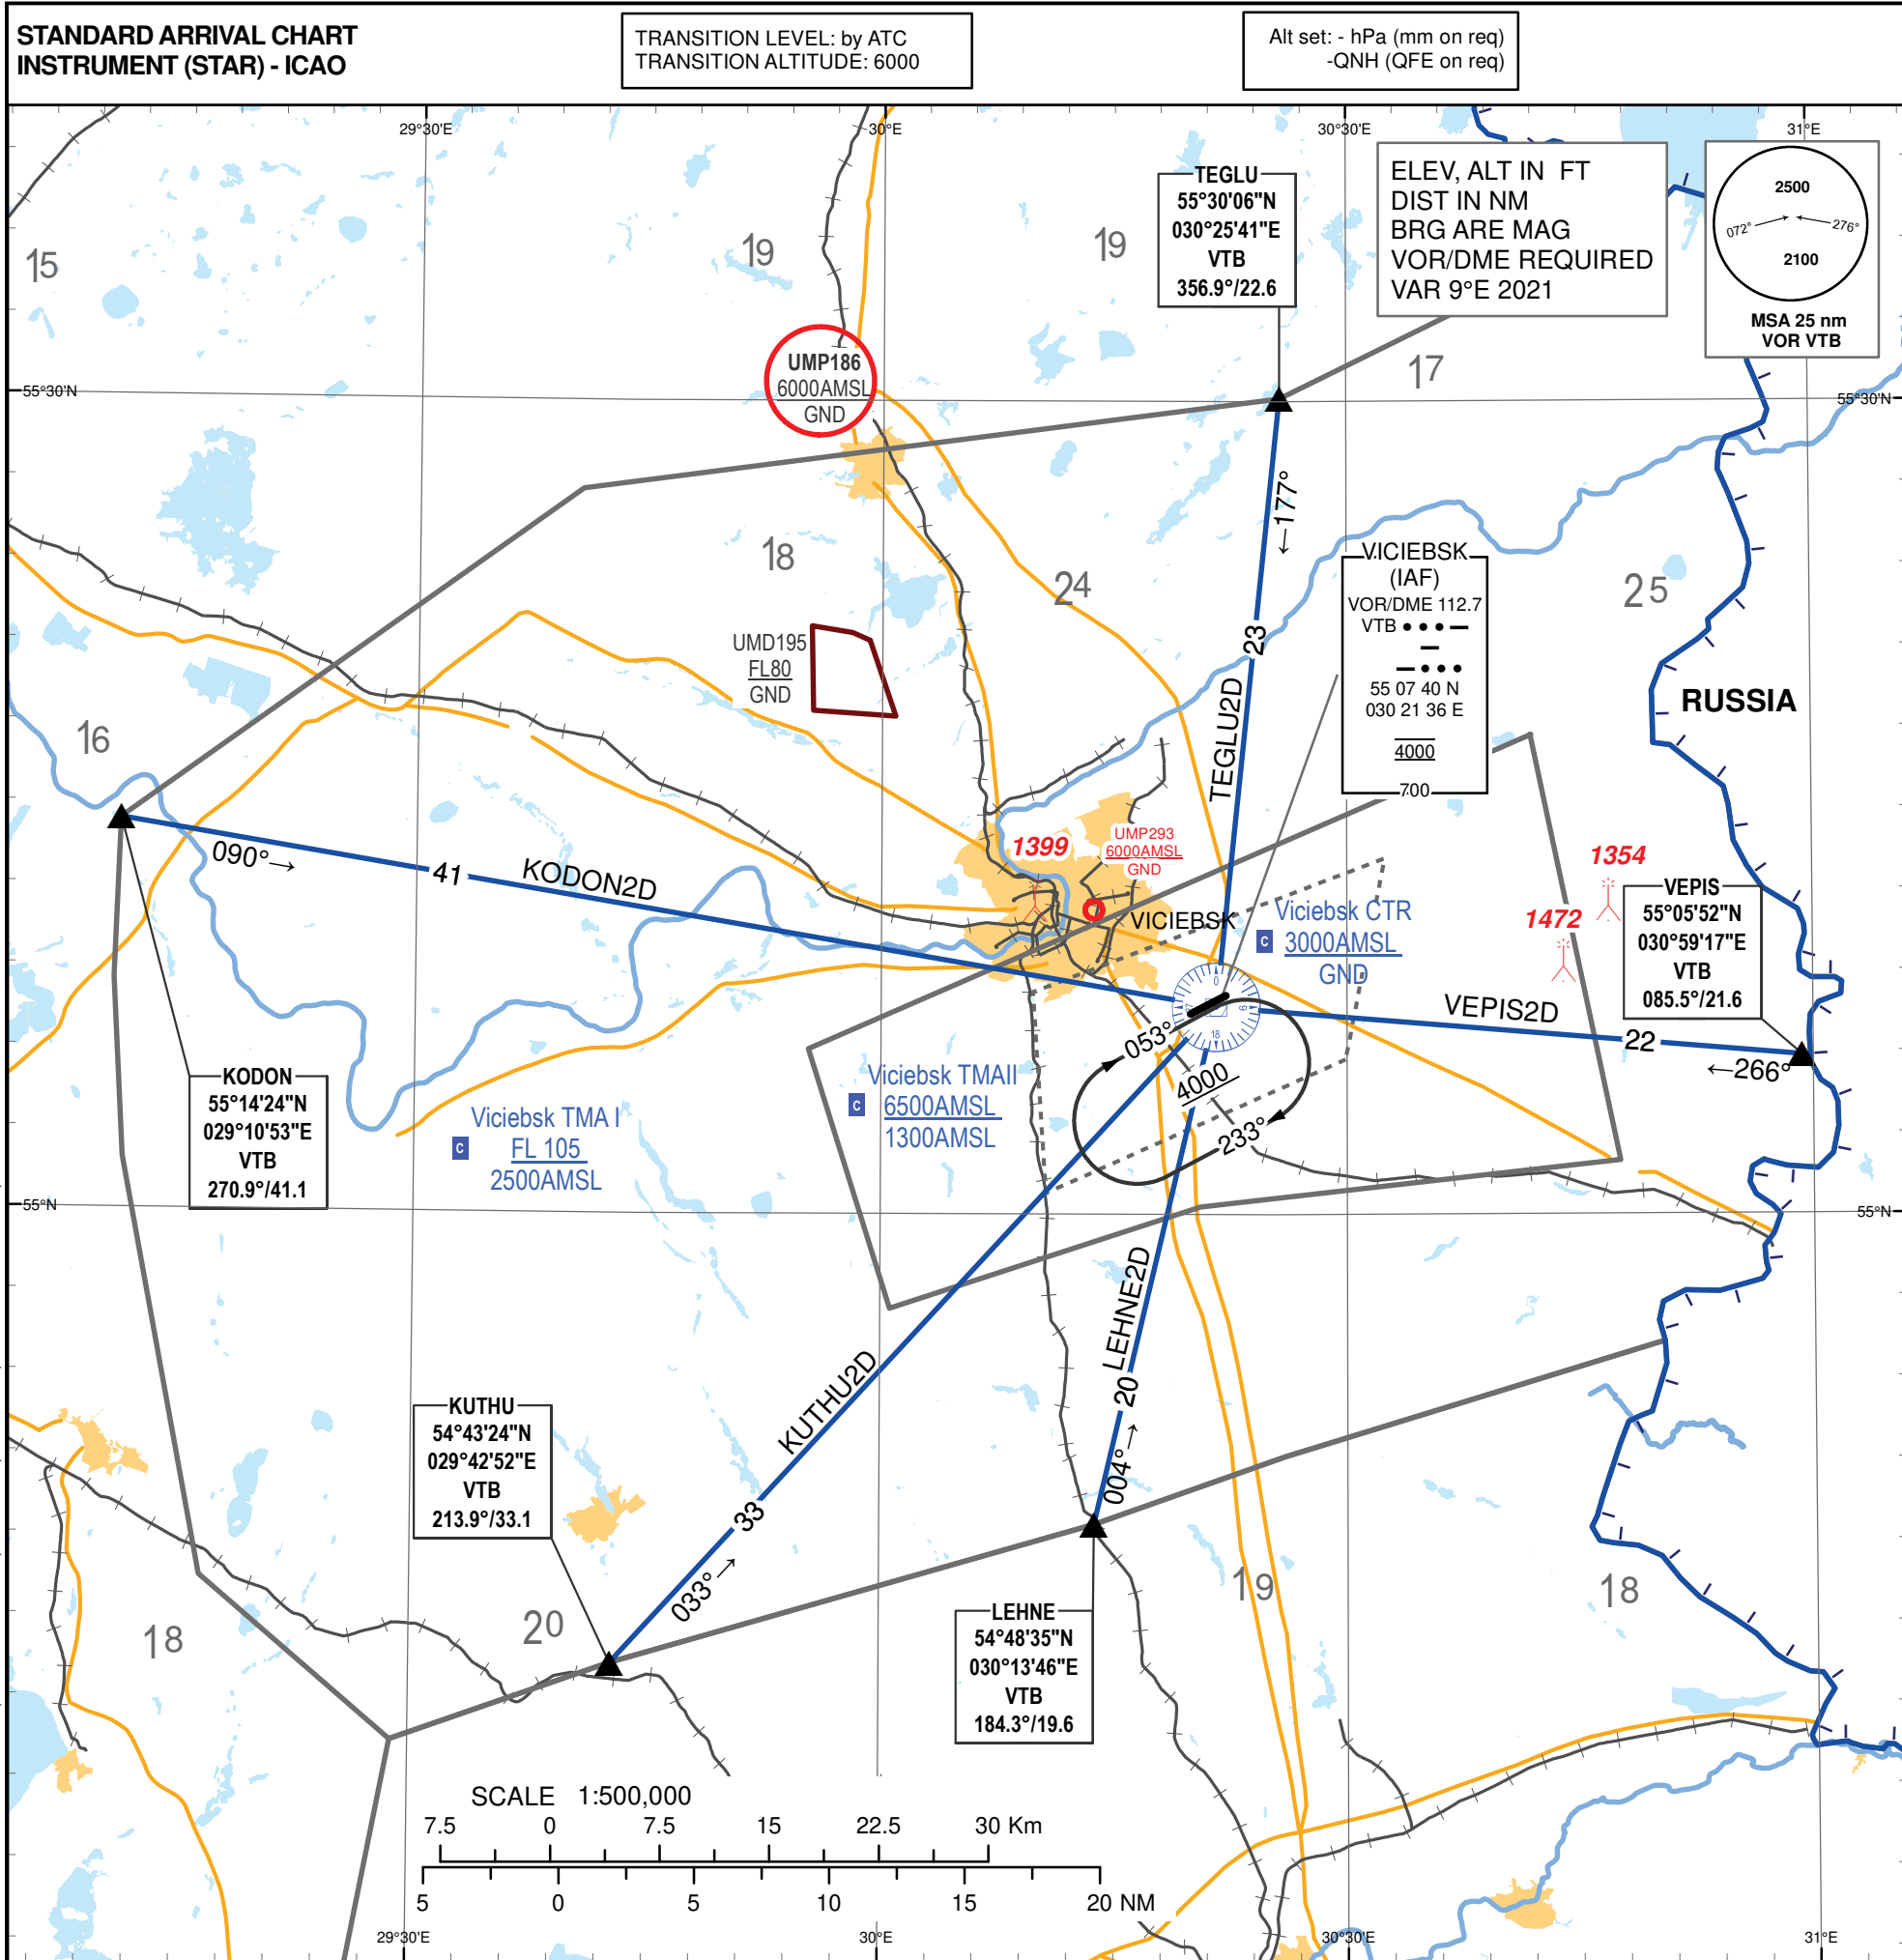 STANDARD ARRIVAL CHART
INSTRUMENT (STAR) - ICAO
TRANSITION LEVEL: by ATC
TRANSITION ALTITUDE: 6000
Alt set: - hPa (mm on req)
-QNH (QFE on req)
29°30'E
30°E
30°30'E
31°E
ELEV, ALT IN FT
DIST IN NM
BRG ARE MAG
VOR/DME REQUIRED
VAR 9°E 2021
2500
072°
276°
2100
MSA 25 nm
VOR VTB
TEGLU
55°30'06"N
030°25'41"E
VTB
356.9°/22.6
15
19
19
17
UMP186
6000AMSL
GND
55°30'N
55°30'N
←177°
18
24
25
VICIEBSK
(IAF)
VOR/DME 112.7
VTB
55 07 40 N
030 21 36 E
4000
700
UMD195
FL80
GND
23
TEGLU2D
RUSSIA
16
090°→
41
KODON2D
1399
UMP293
6000AMSL
GND
VICIEBSK
Viciebsk CTR
C
3000AMSL
GND
1354
1472
VEPIS
55°05'52"N
030°59'17"E
VTB
085.5°/21.6
VEPIS2D
22
←266°
0
9
18
053°
4000
233°
KODON
55°14'24"N
029°10'53"E
VTB
270.9°/41.1
Viciebsk TMA I
C
FL 105
2500AMSL
Viciebsk TMAII
C
6500AMSL
1300AMSL
55°N
55°N
LEHNE2D
20
004°→
KUTHU2D
33
033°→
KUTHU
54°43'24"N
029°42'52"E
VTB
213.9°/33.1
18
20
19
18
LEHNE
54°48'35"N
030°13'46"E
VTB
184.3°/19.6
SCALE 1:500,000
7.5 0 7.5 15 22.5 30 Km
5 0 5 10 15 20 NM
29°30'E
30°E
30°30'E
31°E